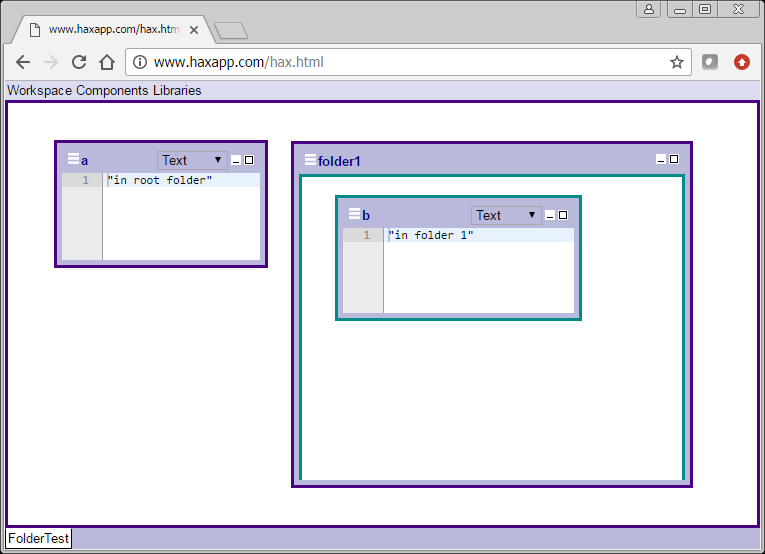 www.haxapp.com/hax.html
www.haxapp.com/hax.html
Workspace Components Libraries
a
Text
1
"in root folder"
folder1
b
Text
1
"in folder 1"
FolderTest